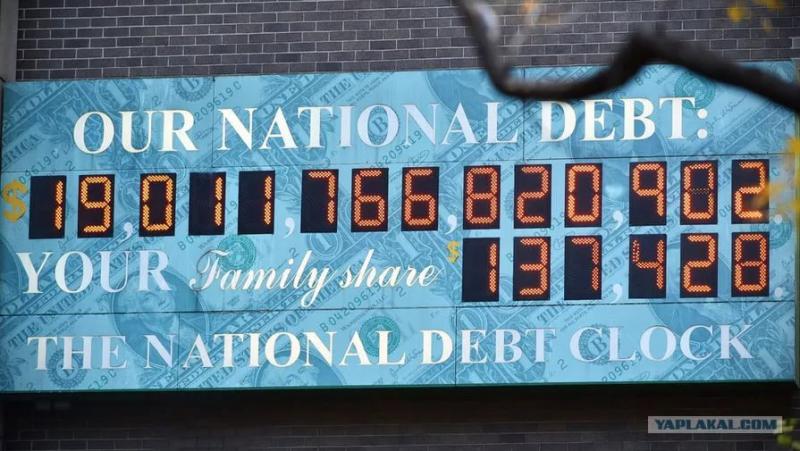 OUR NATIONAL DEBT:
$19,011,766,820,902.
YOUR Family share $137,428.
THE NATIONAL DEBT CLOCK
YAPLAKAL.COM